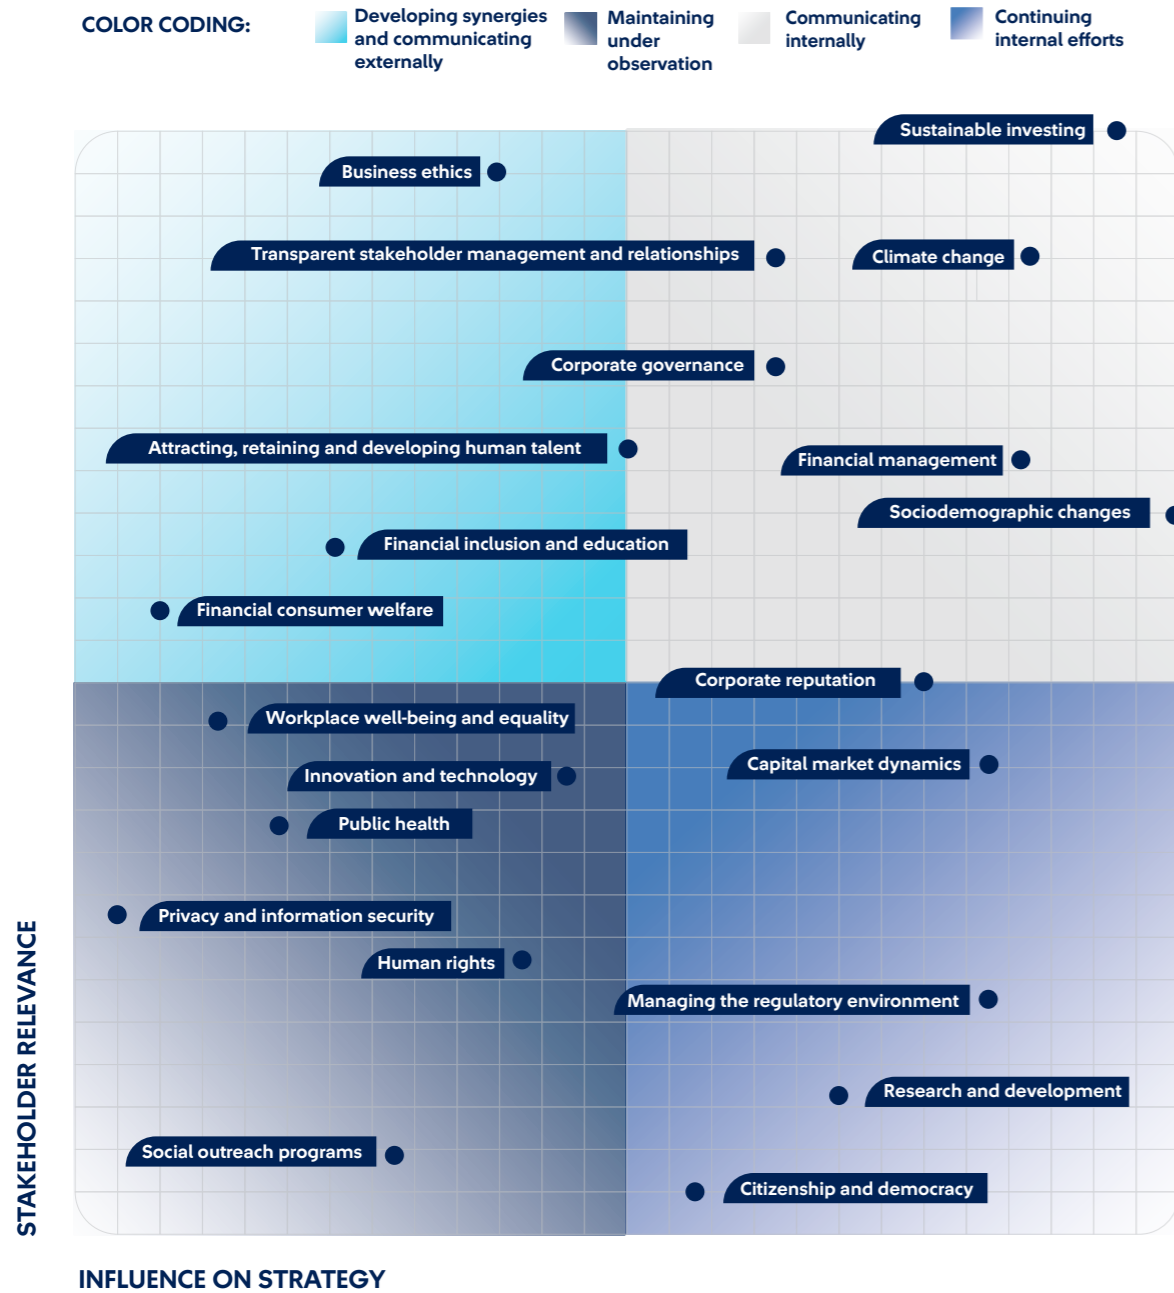 COLOR CODING:
Developing synergies
and communicating
externally
Maintaining
under
observation
Communicating
internally
Continuing
internal efforts
Sustainable investing
Business ethics
Transparent stakeholder management and relationships
Climate change
Corporate governance
Attracting, retaining and developing human talent
Financial management
Sociodemographic changes
Financial inclusion and education
Financial consumer welfare
Corporate reputation
Workplace well-being and equality
Capital market dynamics
Innovation and technology
Public health
Privacy and information security
Human rights
Managing the regulatory environment
Research and development
Social outreach programs
Citizenship and democracy
STAKEHOLDER RELEVANCE
INFLUENCE ON STRATEGY